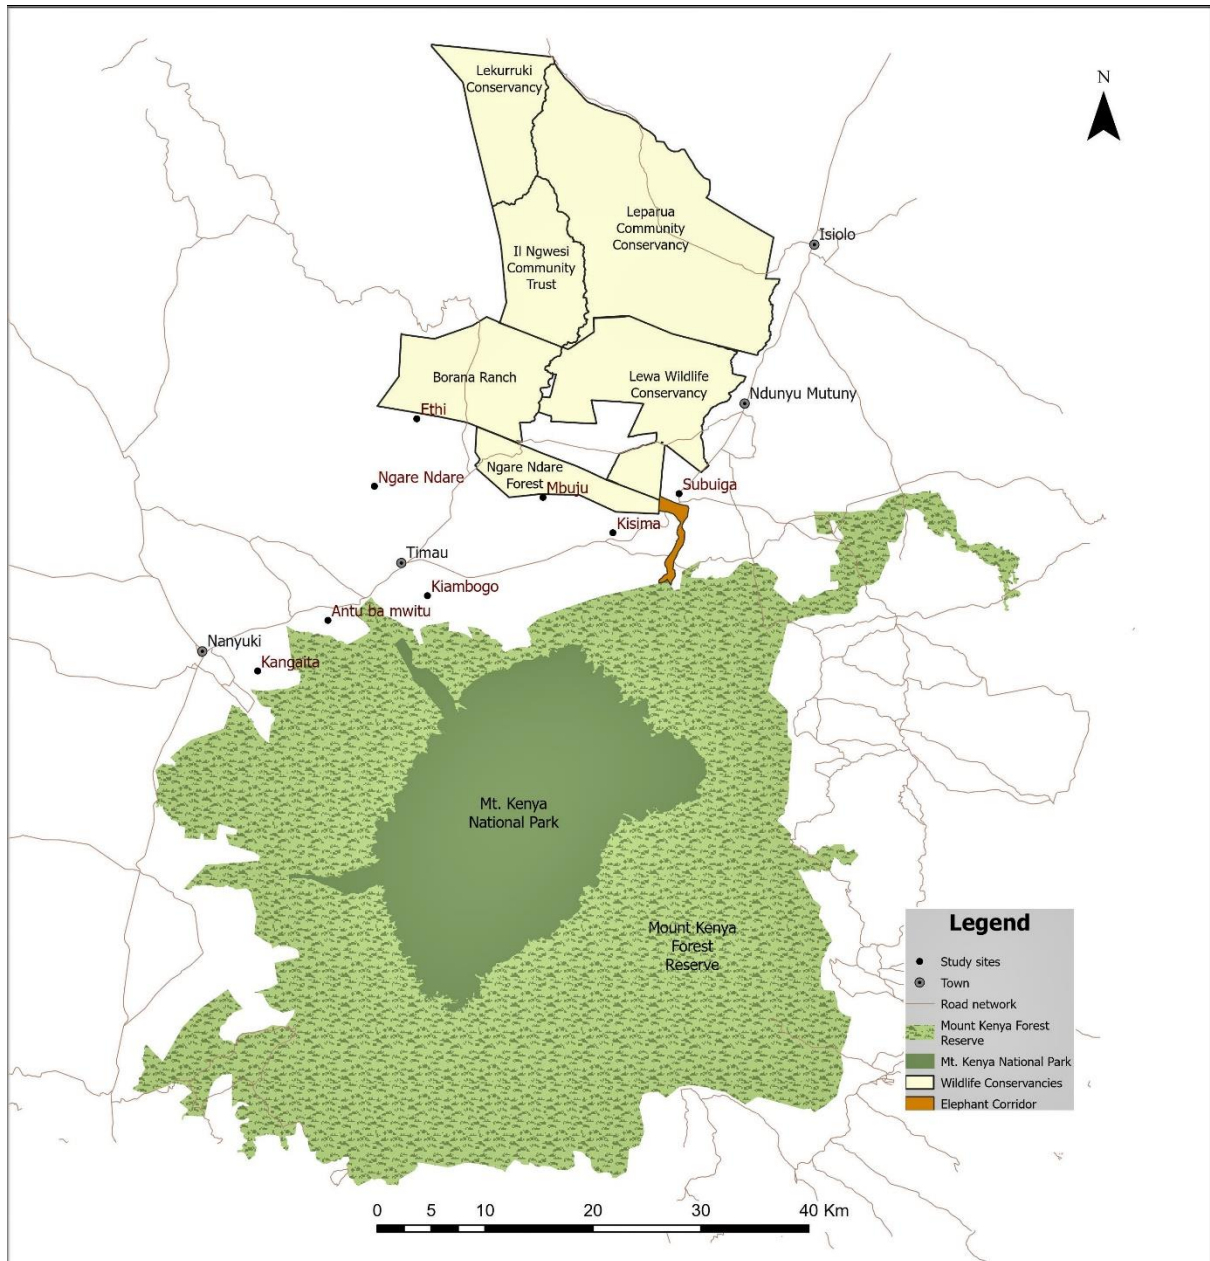 N
Lekurruki
Conservancy
Leparua
Community
Conservancy
Isiolo
Il Ngwesi
Community
Trust
Borana Ranch
Lewa Wildlife
Conservancy
Ndunyu Mutuny
Ethi
Ngare Ndare
Ngare Ndare
Forest
Mbuju
Subuiga
Kisima
Timau
Kiambogo
Antu ba mwitu
Nanyuki
Kangaita
Mt. Kenya
National Park
Mount Kenya
Forest
Reserve
Legend
Study sites
Town
Road network
Mount Kenya Forest
Reserve
Mt. Kenya National Park
Wildlife Conservancies
Elephant Corridor
0 5 10 20 30 40 Km